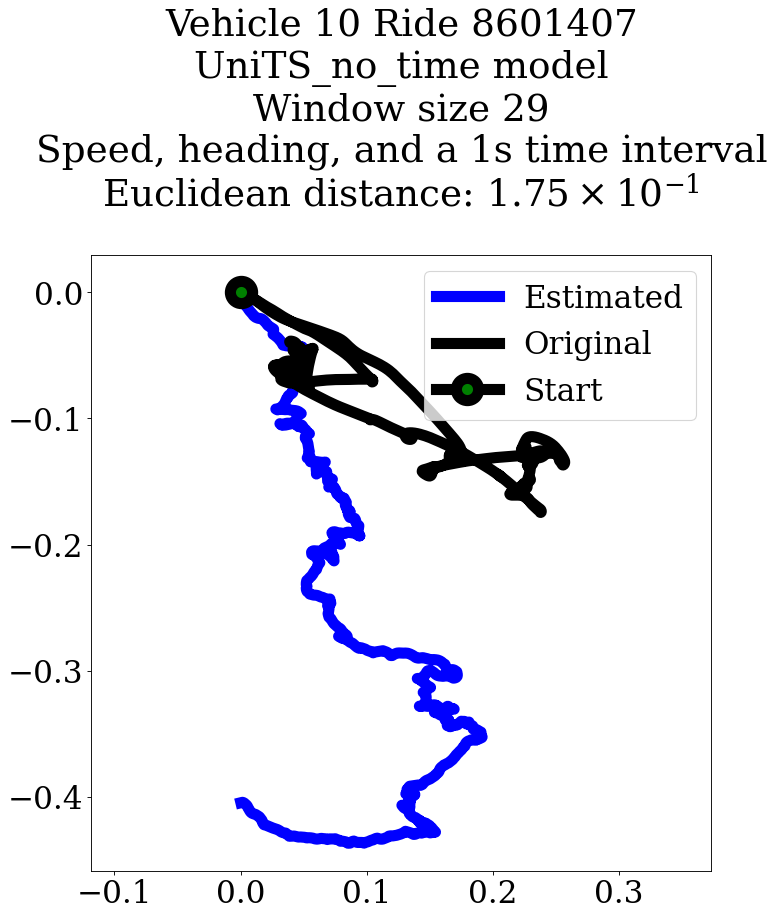 Vehicle 10 Ride 8601407
UniTS_no_time model
Window size 29
Speed, heading, and a 1s time interval
Euclidean distance: 1.75 × 10⁻¹
Estimated
Original
Start
0.0
−0.1
−0.2
−0.3
−0.4
−0.1 0.0 0.1 0.2 0.3